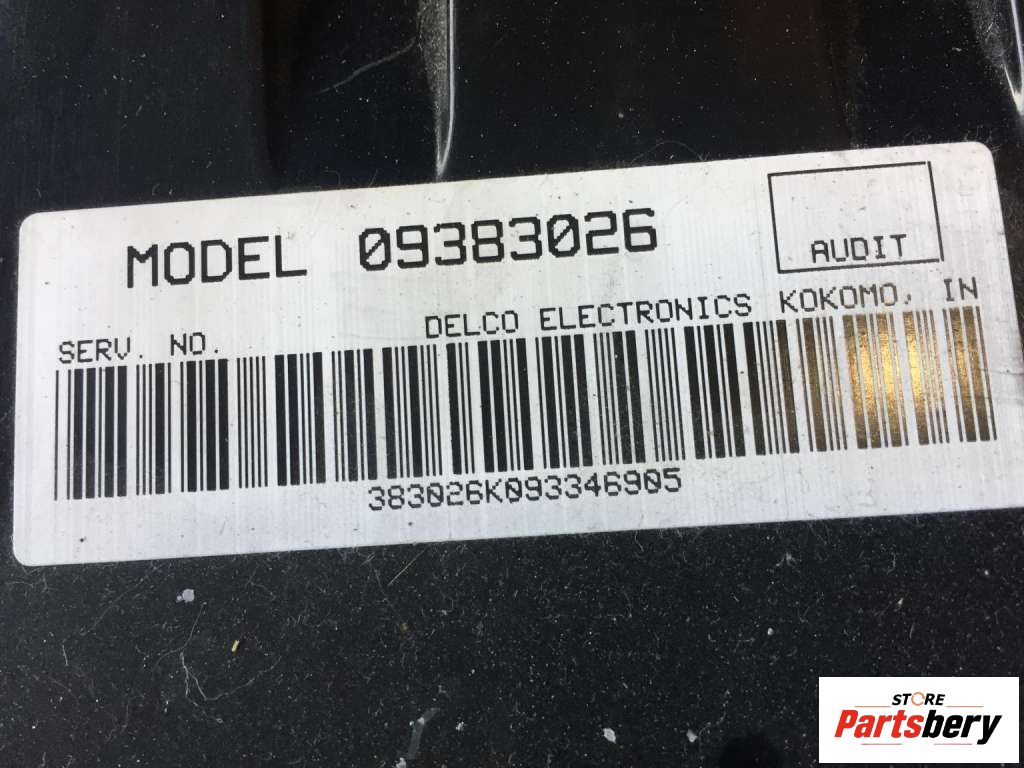 MODEL 09383026
AUDIT
SERV. NO.
DELCO ELECTRONICS KOKOMO, IN
383026K093346905
STORE
Partsbery